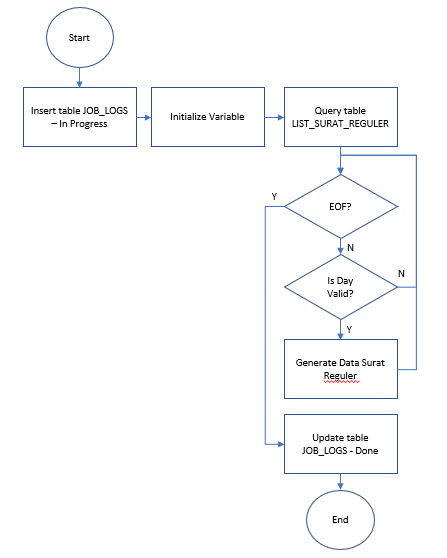 Start
Insert table JOB_LOGS
– In Progress
Initialize Variable
Query table
LIST_SURAT_REGULER
Y
EOF?
N
Is Day
Valid?
N
Y
Generate Data Surat
Reguler
Update table
JOB_LOGS - Done
End